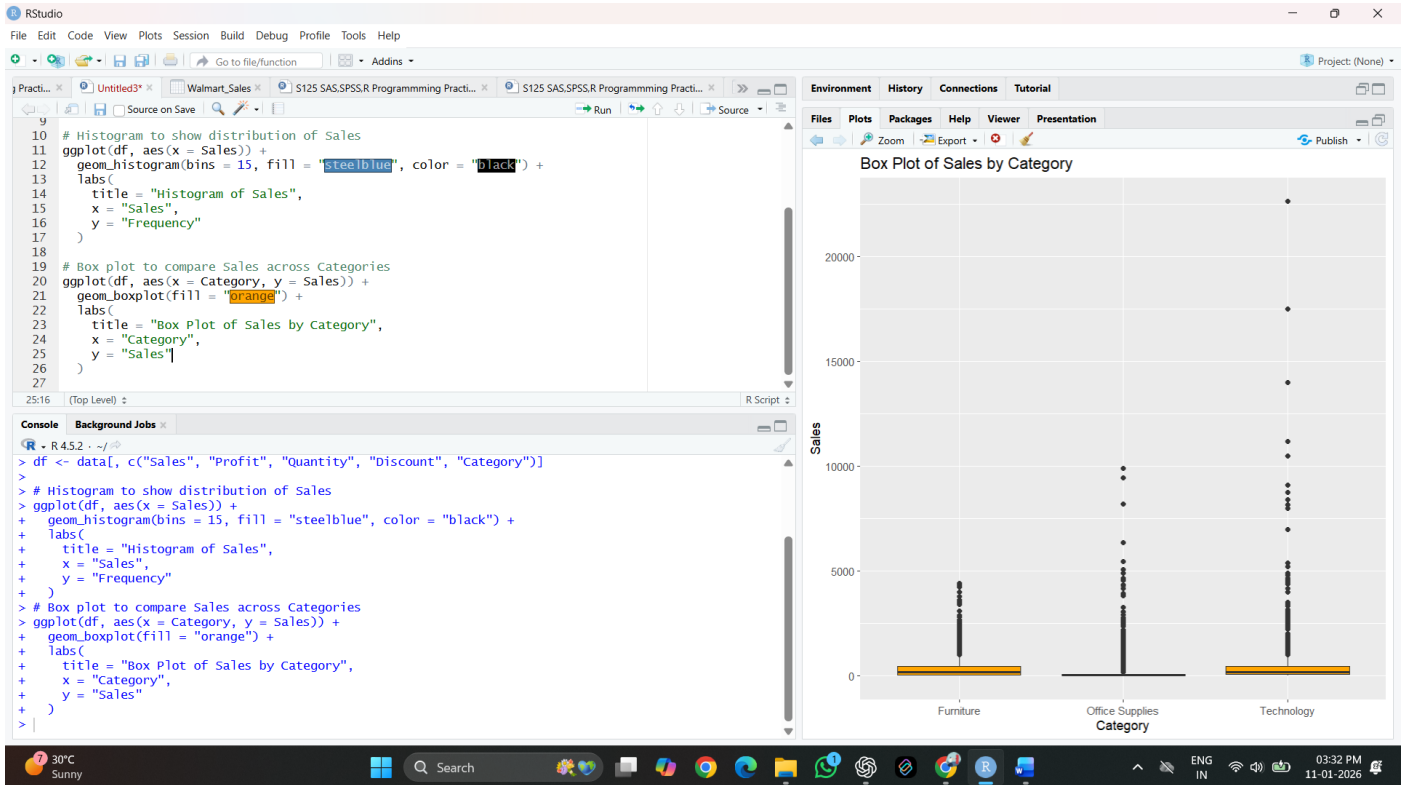 RStudio
File Edit Code View Plots Session Build Debug Profile Tools Help
Go to file/function Addins Project: (None)
Practi... Untitled3* Walmart_Sales S125 SAS,SPSS,R Programmming Practi... S125 SAS,SPSS,R Programmming Practi...
Source on Save Run Source
9
10 # Histogram to show distribution of Sales
11 ggplot(df, aes(x = Sales)) +
12 geom_histogram(bins = 15, fill = "steelblue", color = "black") +
13 labs(
14 title = "Histogram of Sales",
15 x = "Sales",
16 y = "Frequency"
17 )
18
19 # Box plot to compare Sales across Categories
20 ggplot(df, aes(x = Category, y = Sales)) +
21 geom_boxplot(fill = "orange") +
22 labs(
23 title = "Box Plot of Sales by Category",
24 x = "Category",
25 y = "Sales"
26 )
27
25:16 (Top Level) R Script
Console Background Jobs
R 4.5.2 · ~/
> df <- data[, c("Sales", "Profit", "Quantity", "Discount", "Category")]
>
> # Histogram to show distribution of Sales
> ggplot(df, aes(x = Sales)) +
+ geom_histogram(bins = 15, fill = "steelblue", color = "black") +
+ labs(
+ title = "Histogram of Sales",
+ x = "Sales",
+ y = "Frequency"
+ )
> # Box plot to compare Sales across Categories
> ggplot(df, aes(x = Category, y = Sales)) +
+ geom_boxplot(fill = "orange") +
+ labs(
+ title = "Box Plot of Sales by Category",
+ x = "Category",
+ y = "Sales"
+ )
>
Environment History Connections Tutorial
Files Plots Packages Help Viewer Presentation
Zoom Export Publish
Box Plot of Sales by Category
20000
15000
10000
5000
0
Sales
Furniture Office Supplies Technology
Category
7 30°C
Sunny
Search
1
ENG
IN
03:32 PM
11-01-2026